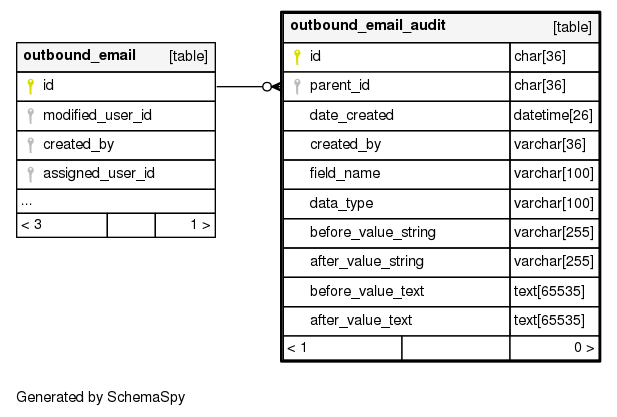 outbound_email [table]
id
modified_user_id
created_by
assigned_user_id
...
< 3 1 >
outbound_email_audit [table]
id char[36]
parent_id char[36]
date_created datetime[26]
created_by varchar[36]
field_name varchar[100]
data_type varchar[100]
before_value_string varchar[255]
after_value_string varchar[255]
before_value_text text[65535]
after_value_text text[65535]
< 1 0 >
Generated by SchemaSpy